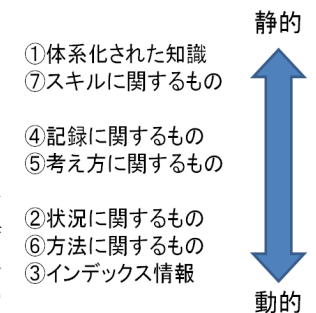 静的
①体系化された知識
⑦スキルに関するもの
④記録に関するもの
⑤考え方に関するもの
②状況に関するもの
⑥方法に関するもの
③インデックス情報
動的